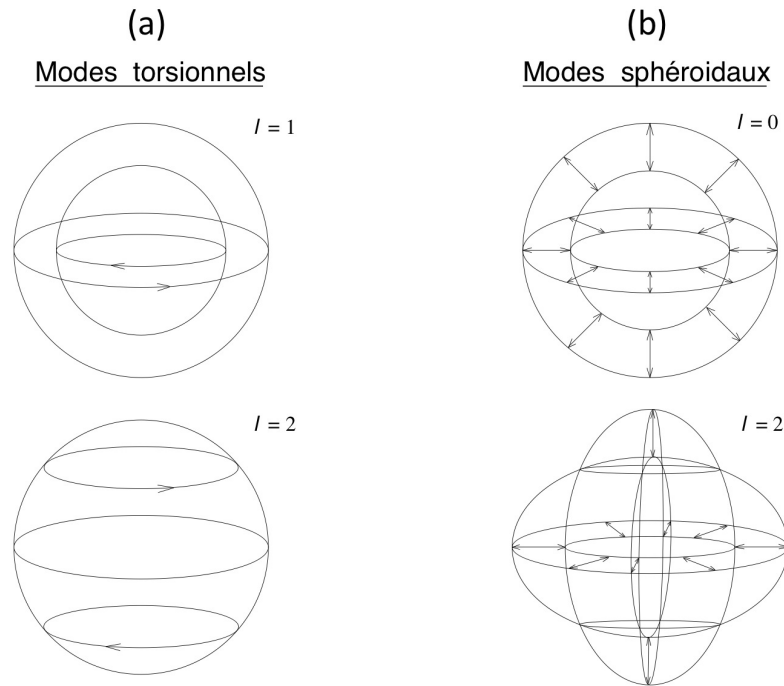 (a)
Modes torsionnels
l = 1
l = 2
(b)
Modes sphéroidaux
l = 0
l = 2